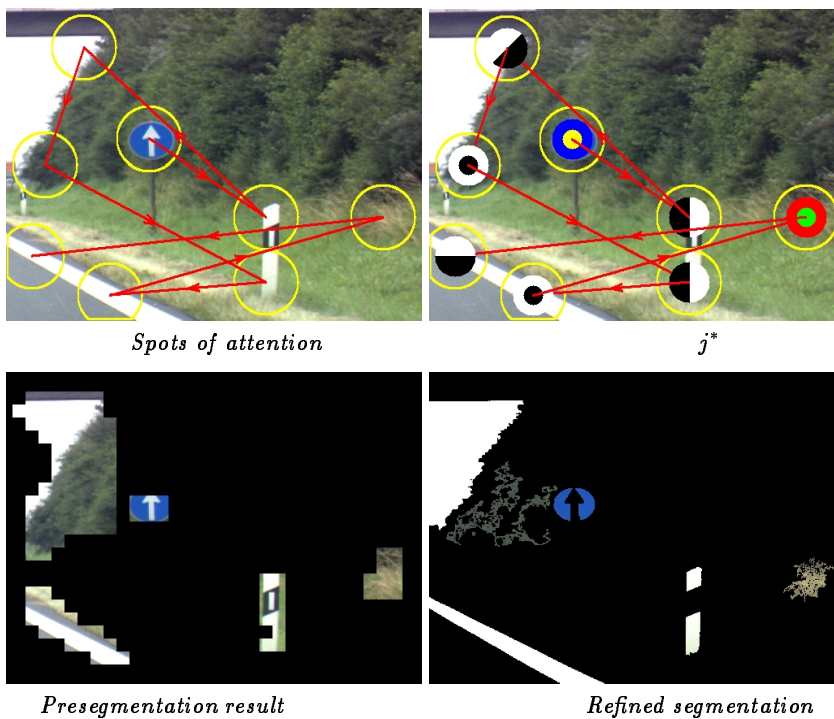 Spots of attention
j*
Presegmentation result
Refined segmentation